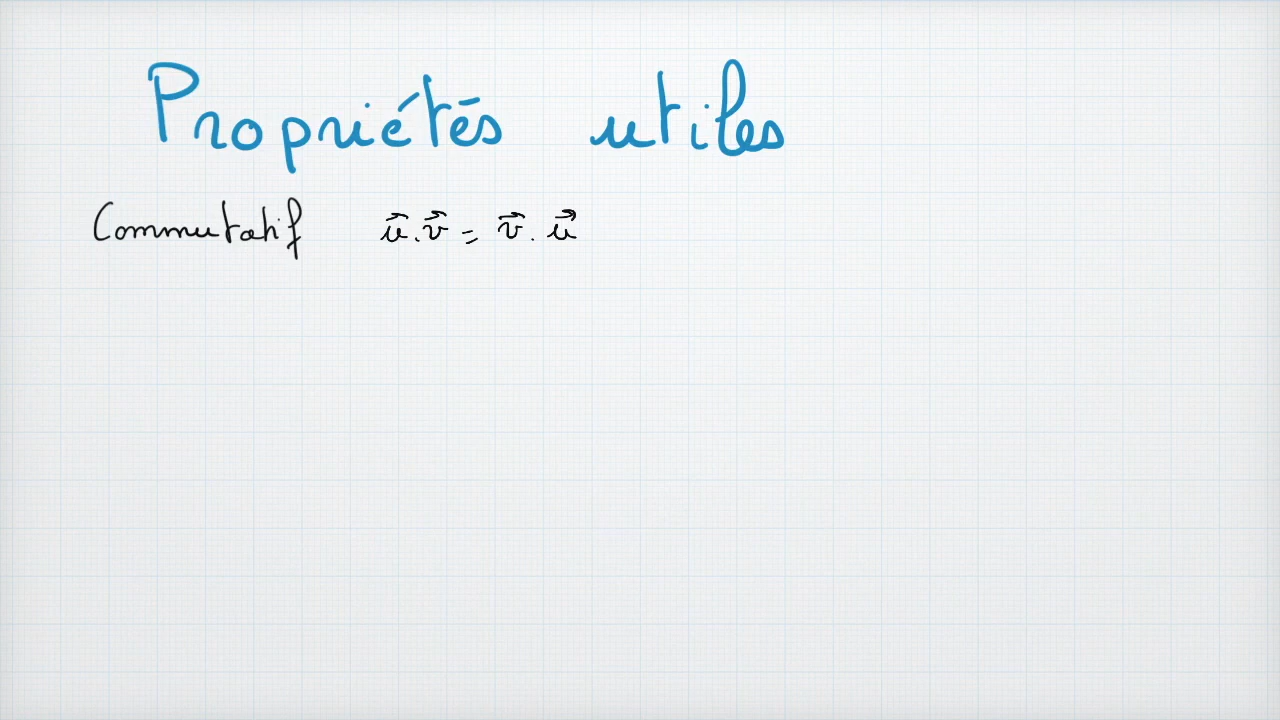 Propriétés utiles
Commutatif u⃗.v⃗ = v⃗.u⃗